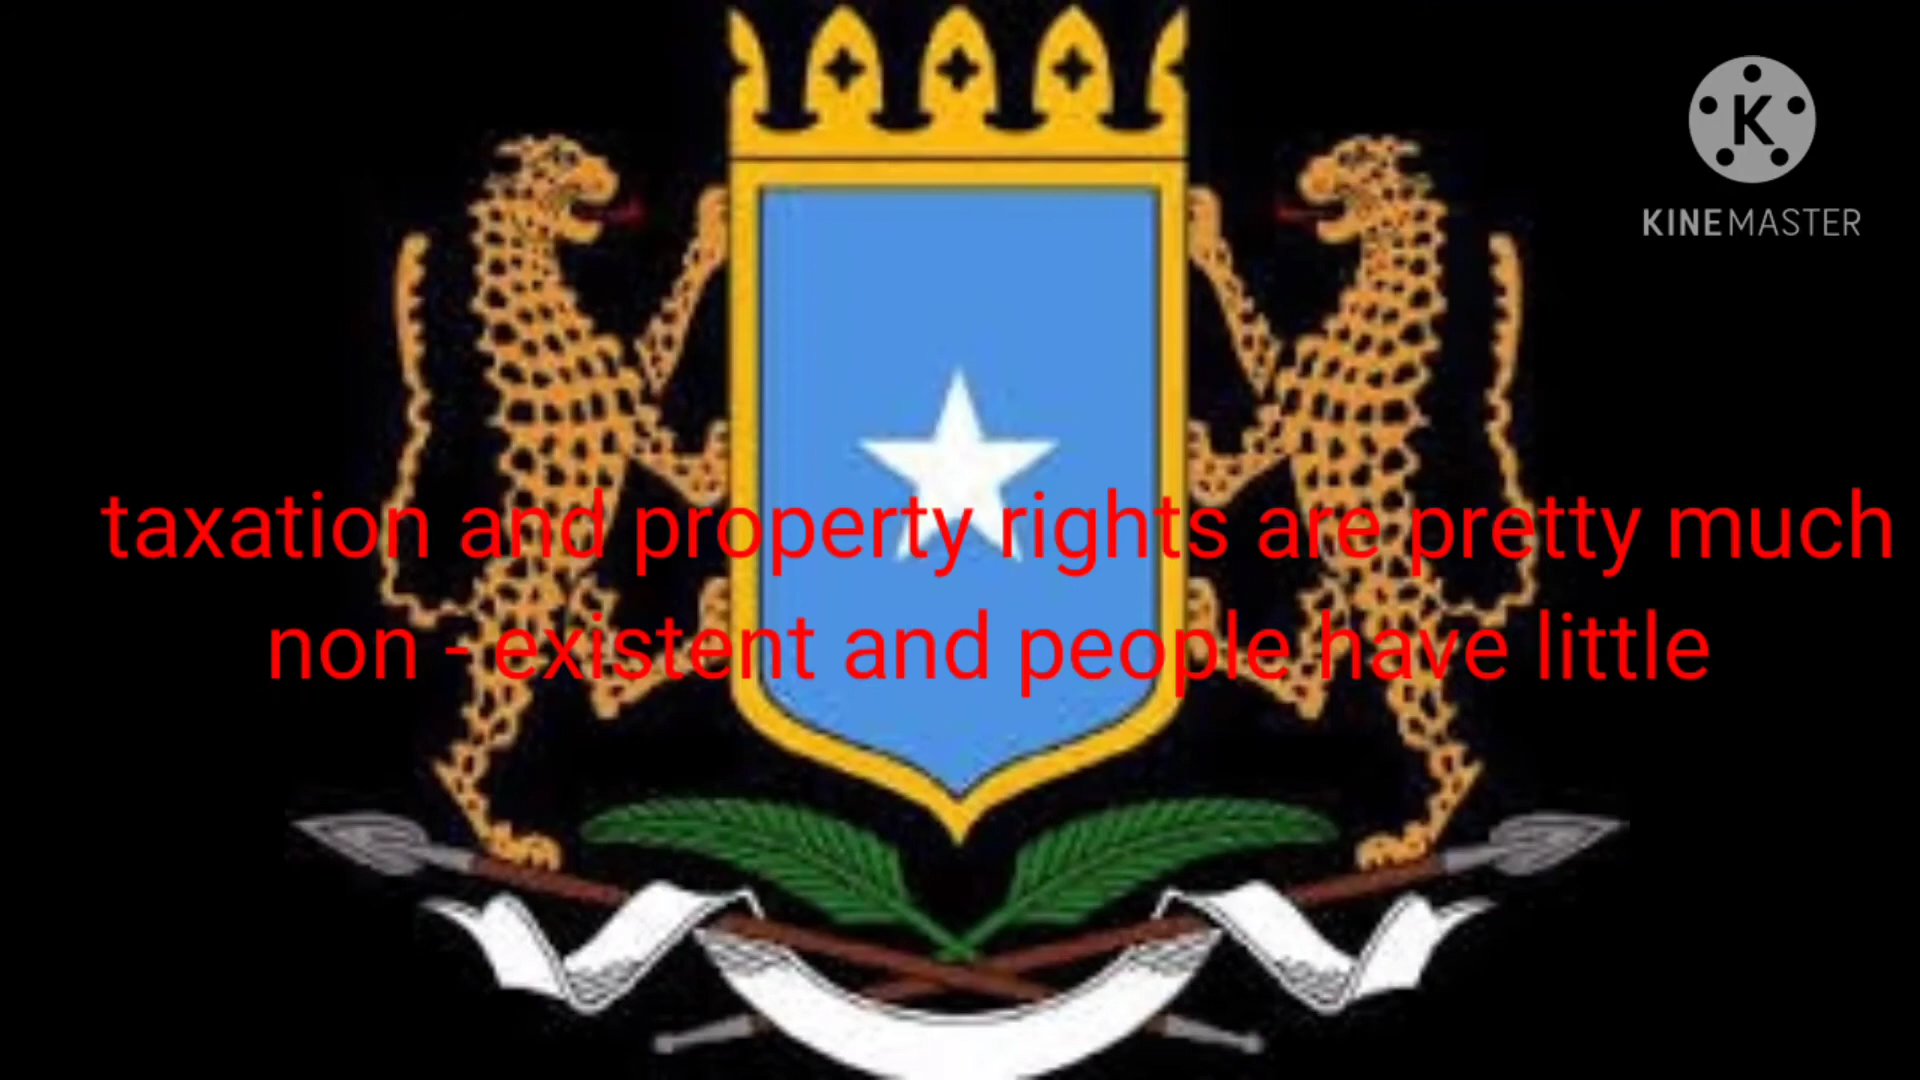 K
KINEMASTER
taxation and property rights are pretty much
non - existent and people have little